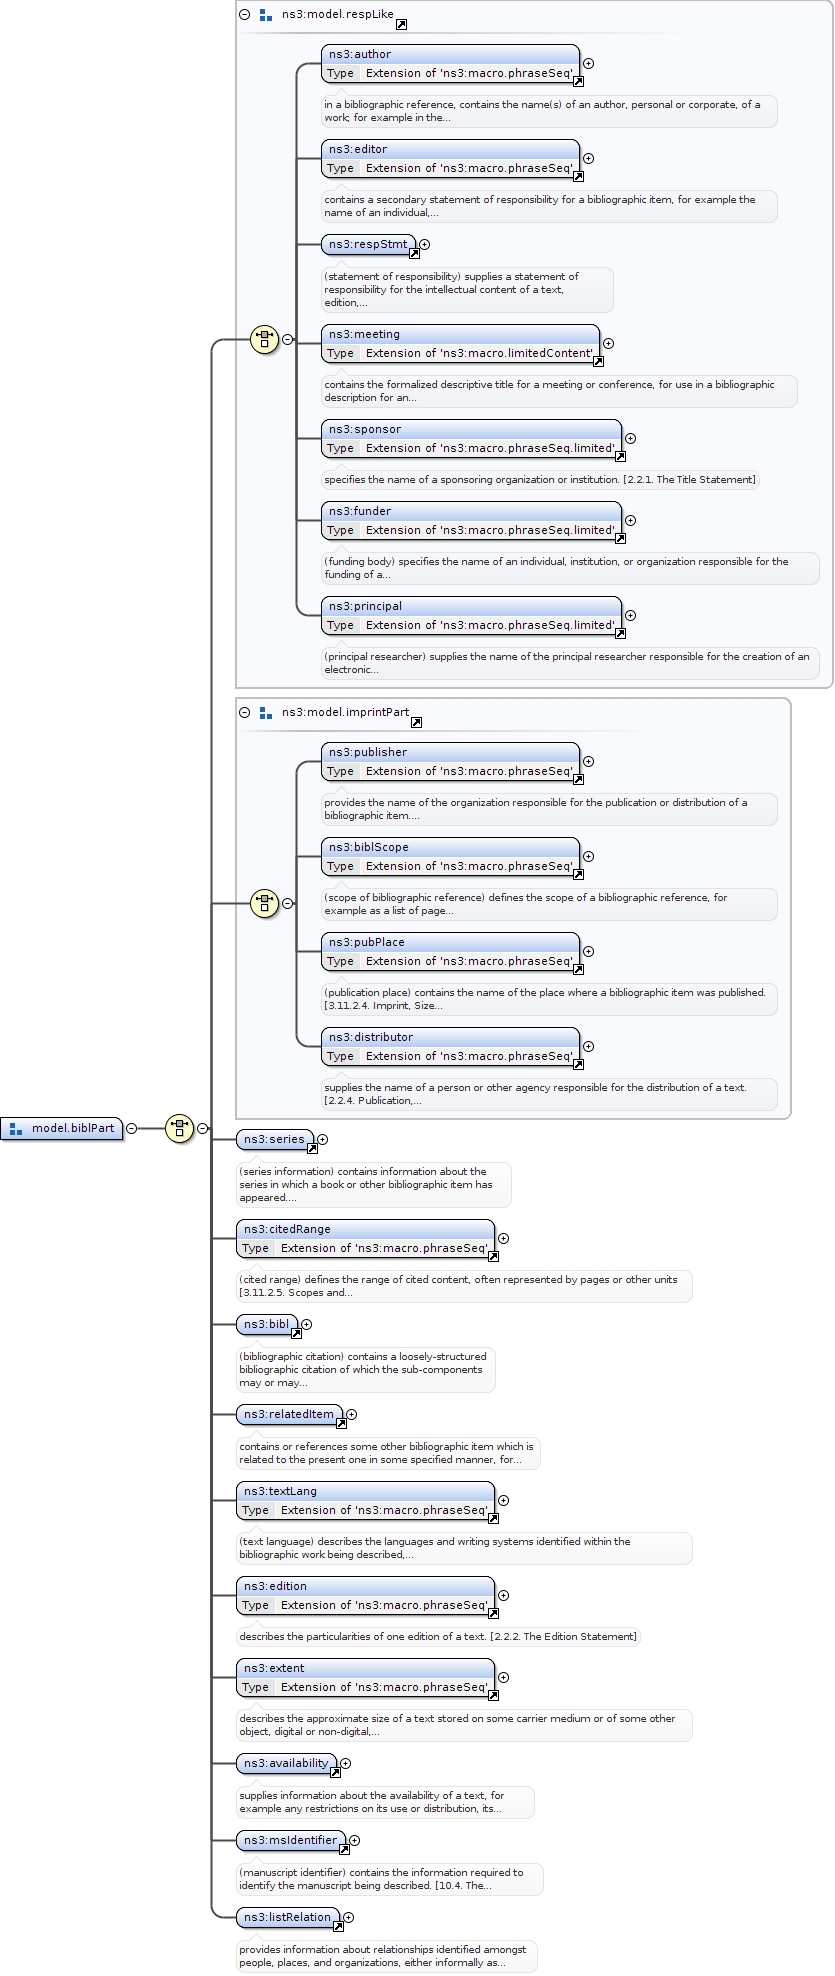 ns3:model.respLike
ns3:author
Type Extension of 'ns3:macro.phraseSeq'
in a bibliographic reference, contains the name(s) of an author, personal or corporate, of a
work; for example in the...
ns3:editor
Type Extension of 'ns3:macro.phraseSeq'
contains a secondary statement of responsibility for a bibliographic item, for example the
name of an individual,...
ns3:respStmt
(statement of responsibility) supplies a statement of
responsibility for the intellectual content of a text,
edition,...
ns3:meeting
Type Extension of 'ns3:macro.limitedContent'
contains the formalized descriptive title for a meeting or conference, for use in a bibliographic
description for an...
ns3:sponsor
Type Extension of 'ns3:macro.phraseSeq.limited'
specifies the name of a sponsoring organization or institution. [2.2.1. The Title Statement]
ns3:funder
Type Extension of 'ns3:macro.phraseSeq.limited'
(funding body) specifies the name of an individual, institution, or organization responsible for the
funding of a...
ns3:principal
Type Extension of 'ns3:macro.phraseSeq.limited'
(principal researcher) supplies the name of the principal researcher responsible for the creation of an
electronic...
ns3:model.imprintPart
ns3:publisher
Type Extension of 'ns3:macro.phraseSeq'
provides the name of the organization responsible for the publication or distribution of a
bibliographic item....
ns3:biblScope
Type Extension of 'ns3:macro.phraseSeq'
(scope of bibliographic reference) defines the scope of a bibliographic reference, for
example as a list of page...
ns3:pubPlace
Type Extension of 'ns3:macro.phraseSeq'
(publication place) contains the name of the place where a bibliographic item was published.
[3.11.2.4. Imprint, Size...
ns3:distributor
Type Extension of 'ns3:macro.phraseSeq'
supplies the name of a person or other agency responsible for the distribution of a text.
[2.2.4. Publication,...
model.biblPart
ns3:series
(series information) contains information about the
series in which a book or other bibliographic item has
appeared....
ns3:citedRange
Type Extension of 'ns3:macro.phraseSeq'
(cited range) defines the range of cited content, often represented by pages or other units
[3.11.2.5. Scopes and...
ns3:bibl
(bibliographic citation) contains a loosely-structured
bibliographic citation of which the sub-components
may or may...
ns3:relatedItem
contains or references some other bibliographic item which is
related to the present one in some specified manner, for...
ns3:textLang
Type Extension of 'ns3:macro.phraseSeq'
(text language) describes the languages and writing systems identified within the
bibliographic work being described,...
ns3:edition
Type Extension of 'ns3:macro.phraseSeq'
describes the particularities of one edition of a text. [2.2.2. The Edition Statement]
ns3:extent
Type Extension of 'ns3:macro.phraseSeq'
describes the approximate size of a text stored on some carrier medium or of some other
object, digital or non-digital,...
ns3:availability
supplies information about the availability of a text, for
example any restrictions on its use or distribution, its...
ns3:msIdentifier
(manuscript identifier) contains the information required to
identify the manuscript being described. [10.4. The...
ns3:listRelation
provides information about relationships identified amongst
people, places, and organizations, either informally as...